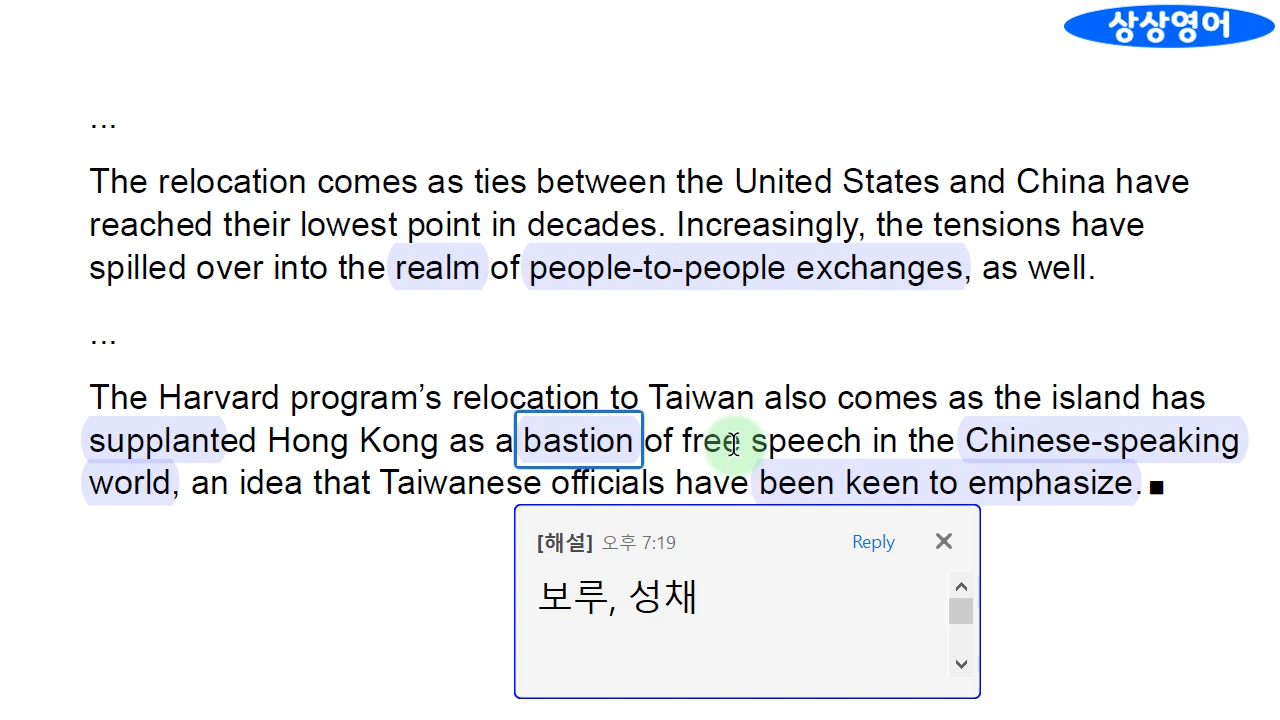 상상영어
...
The relocation comes as ties between the United States and China have
reached their lowest point in decades. Increasingly, the tensions have
spilled over into the realm of people-to-people exchanges, as well.
...
The Harvard program’s relocation to Taiwan also comes as the island has
supplanted Hong Kong as a bastion of free speech in the Chinese-speaking
world, an idea that Taiwanese officials have been keen to emphasize. ■
[해설] 오후 7:19 Reply
보루, 성채